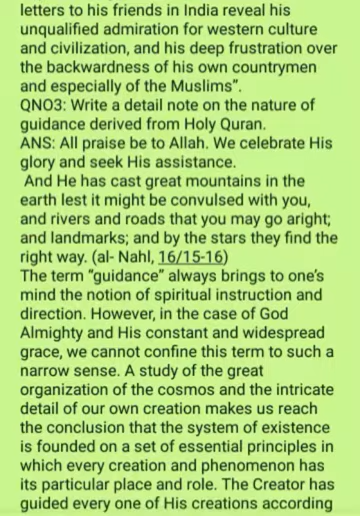 letters to his friends in India reveal his
unqualified admiration for western culture
and civilization, and his deep frustration over
the backwardness of his own countrymen
and especially of the Muslims”.
QNO3: Write a detail note on the nature of
guidance derived from Holy Quran.
ANS: All praise be to Allah. We celebrate His
glory and seek His assistance.
And He has cast great mountains in the
earth lest it might be convulsed with you,
and rivers and roads that you may go aright;
and landmarks; and by the stars they find the
right way. (al- Nahl, 16/15-16)
The term “guidance” always brings to one’s
mind the notion of spiritual instruction and
direction. However, in the case of God
Almighty and His constant and widespread
grace, we cannot confine this term to such a
narrow sense. A study of the great
organization of the cosmos and the intricate
detail of our own creation makes us reach
the conclusion that the system of existence
is founded on a set of essential principles in
which every creation and phenomenon has
its particular place and role. The Creator has
guided every one of His creations according